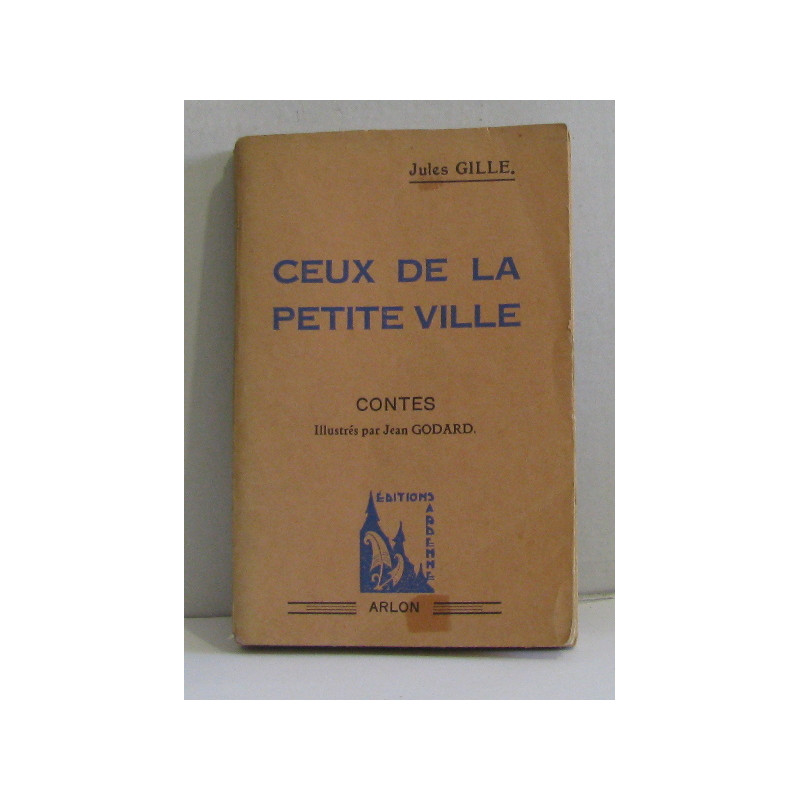 Jules GILLE.
CEUX DE LA
PETITE VILLE
CONTES
Illustrés par Jean GODARD.
ÉDITIONS
ARDENNE
ARLON